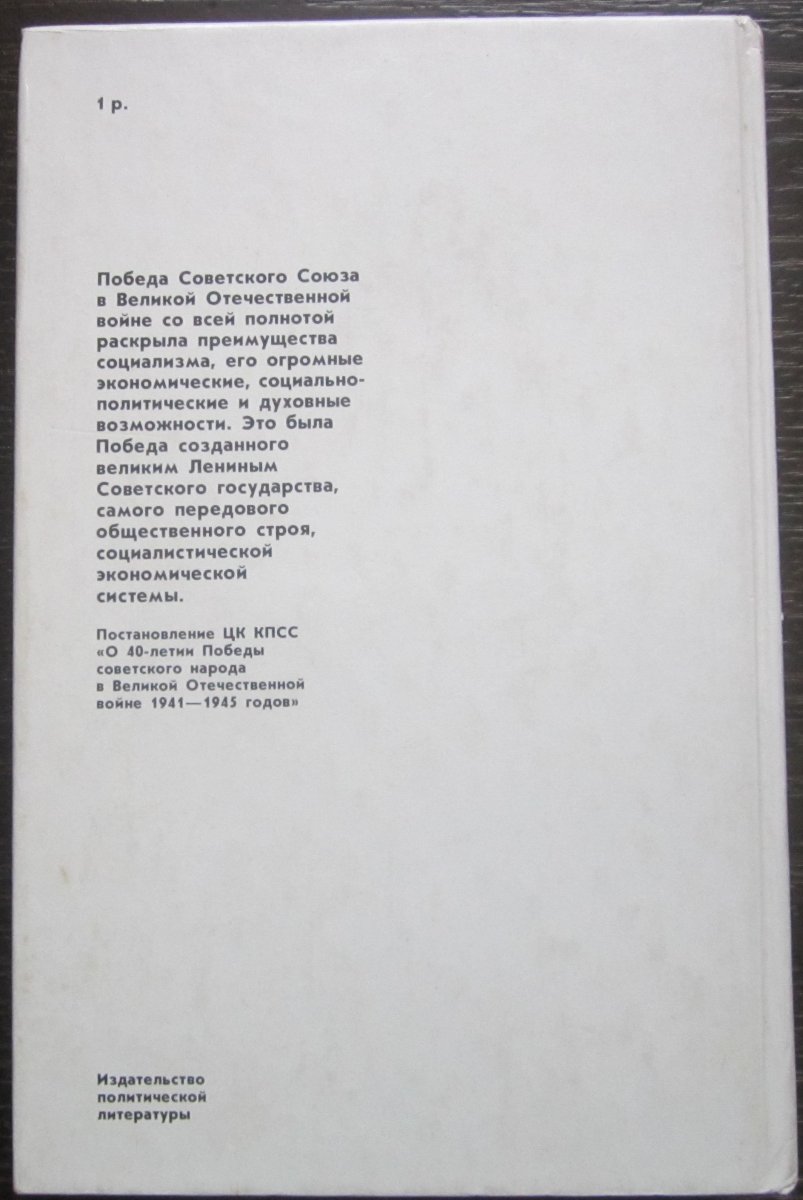 1 р.
Победа Советского Союза
в Великой Отечественной
войне со всей полнотой
раскрыла преимущества
социализма, его огромные
экономические, социально-
политические и духовные
возможности. Это была
Победа созданного
великим Лениным
Советского государства,
самого передового
общественного строя,
социалистической
экономической
системы.
Постановление ЦК КПСС
«О 40-летии Победы
советского народа
в Великой Отечественной
войне 1941—1945 годов»
Издательство
политической
литературы